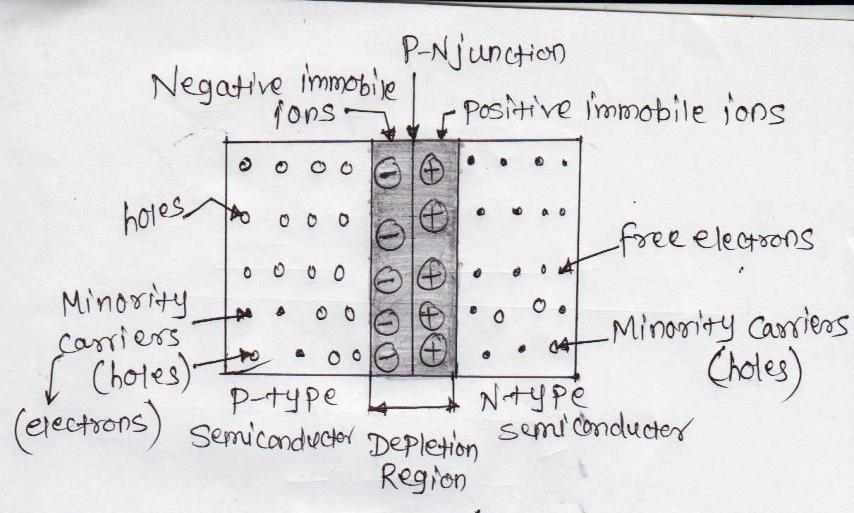 P-N junction
Negative immobile
ions
positive immobile ions
holes
free electrons
Minority
carriers
(holes)
(electrons)
Minority carriers
(holes)
P-type
Semiconductor
Depletion
Region
N-type
semiconductor